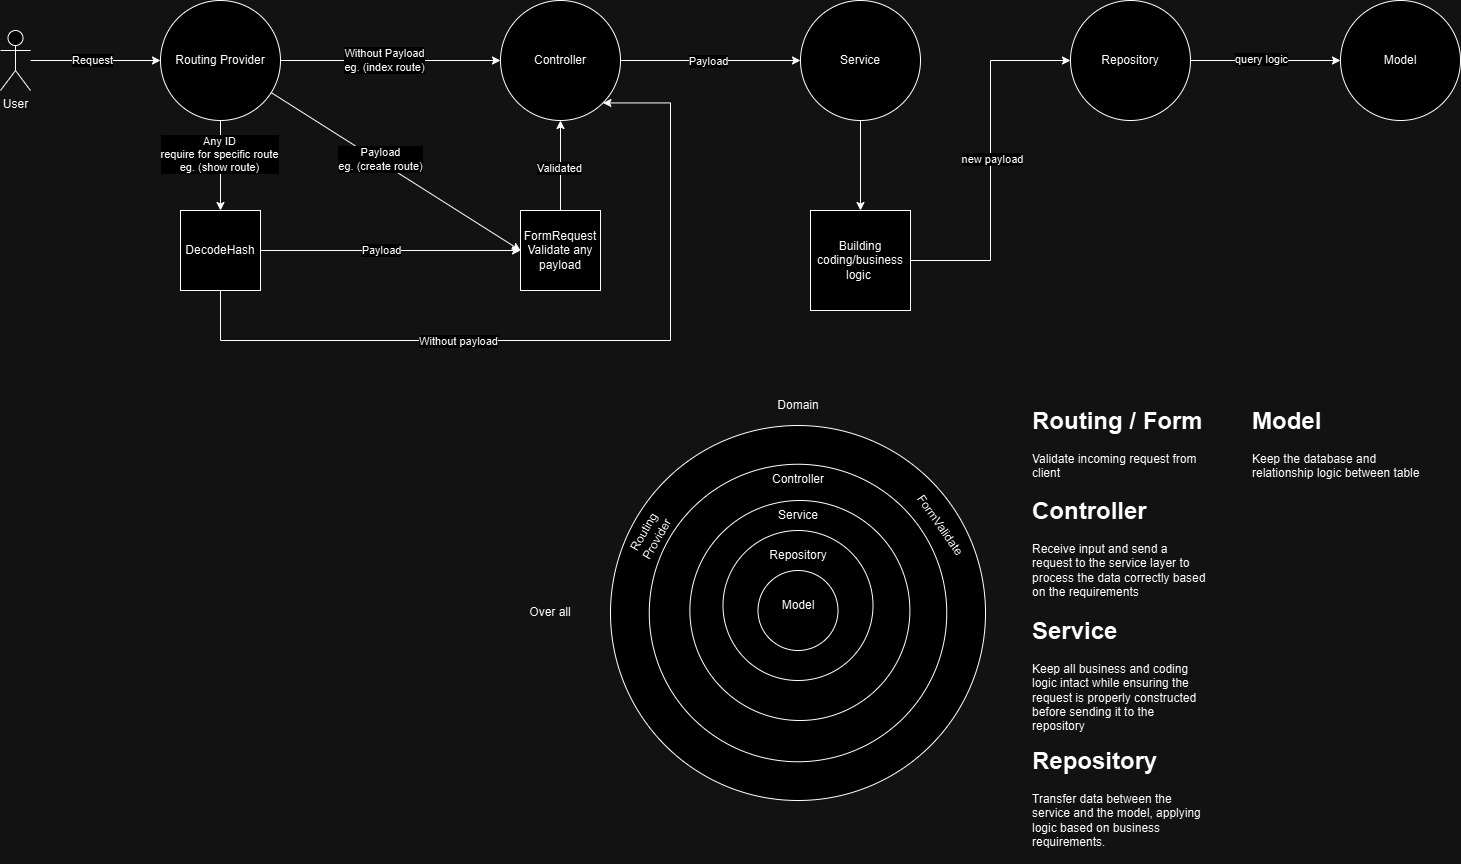 User
Request
Routing Provider
Without Payload
eg. (index route)
Controller
Payload
Service
Repository
query logic
Model
Any ID
require for specific route
eg. (show route)
Payload
eg. (create route)
Validated
new payload
DecodeHash
Payload
FormRequest
Validate any
payload
Building
coding/business
logic
Without payload
Domain
Controller
Service
Repository
Model
Routing
Provider
FormValidate
Over all
Routing / Form
Validate incoming request from
client
Controller
Receive input and send a
request to the service layer to
process the data correctly based
on the requirements
Service
Keep all business and coding
logic intact while ensuring the
request is properly constructed
before sending it to the
repository
Repository
Transfer data between the
service and the model, applying
logic based on business
requirements.
Model
Keep the database and
relationship logic between table